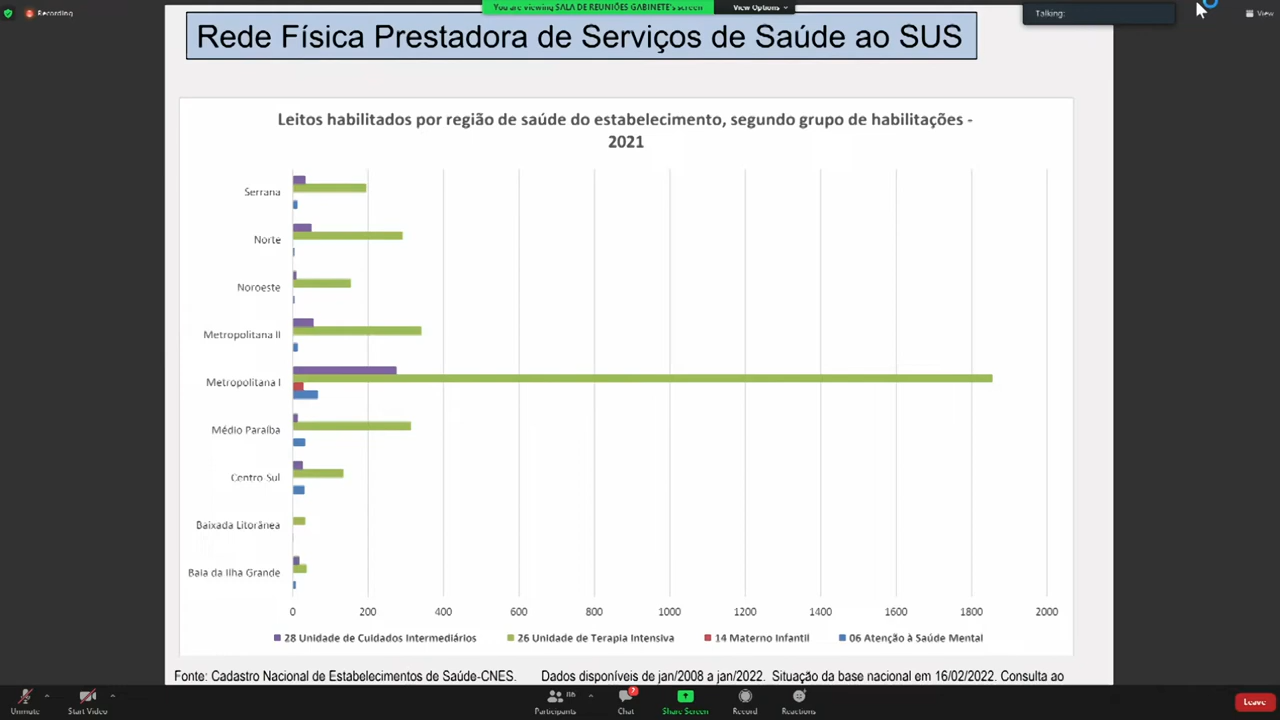 Recording
You are viewing SALA DE REUNIÕES GABINETE's screen
View Options
Talking:
View
Rede Física Prestadora de Serviços de Saúde ao SUS
Leitos habilitados por região de saúde do estabelecimento, segundo grupo de habilitações -
2021
Serrana
Norte
Noroeste
Metropolitana II
Metropolitana I
Médio Paraíba
Centro Sul
Baixada Litorânea
Baia da Ilha Grande
0 200 400 600 800 1000 1200 1400 1600 1800 2000
28 Unidade de Cuidados Intermediários 26 Unidade de Terapia Intensiva 14 Materno Infantil 06 Atenção à Saúde Mental
Fonte: Cadastro Nacional de Estabelecimentos de Saúde-CNES. Dados disponíveis de jan/2008 a jan/2022. Situação da base nacional em 16/02/2022. Consulta ao
Unmute Start Video Participants Chat Share Screen Record Reactions Leave